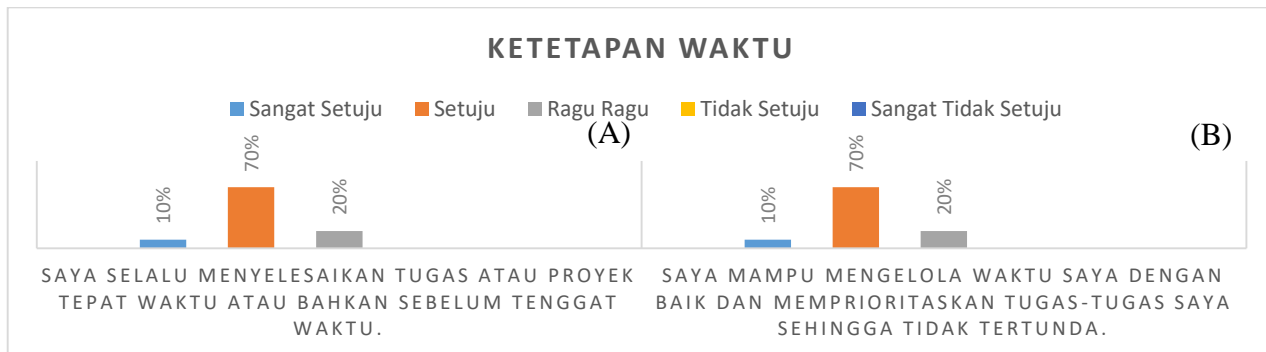 KETETAPAN WAKTU
Sangat Setuju Setuju Ragu Ragu Tidak Setuju Sangat Tidak Setuju
(A) (B)
10% 70% 20% 10% 70% 20%
SAYA SELALU MENYELESAIKAN TUGAS ATAU PROYEK
TEPAT WAKTU ATAU BAHKAN SEBELUM TENGGAT
WAKTU.
SAYA MAMPU MENGELOLA WAKTU SAYA DENGAN
BAIK DAN MEMPRIORITASKAN TUGAS-TUGAS SAYA
SEHINGGA TIDAK TERTUNDA.